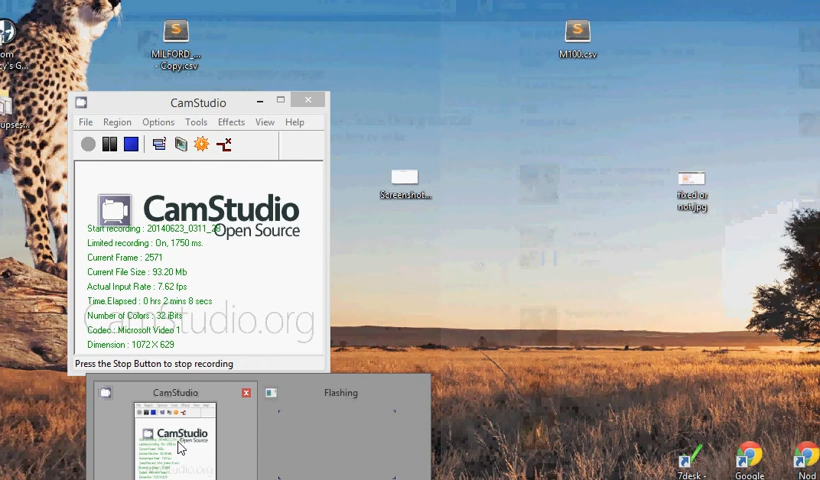 MILFORD_...
- Copy.csv
M100.csv
CamStudio
File Region Options Tools Effects View Help
CamStudio
Open Source
Start recording : 20140623_0311_
Limited recording : On, 1750 ms.
Current Frame : 2571
Current File Size : 93.20 Mb
Actual Input Rate : 7.62 fps
Time Elapsed : 0 hrs 2 mins 8 secs
Number of Colors : 32 Bits
Codec : Microsoft Video 1
Dimension : 1072 X 629
CamStudio.org
Press the Stop Button to stop recording
Screenshot...
fixed or
not.jpg
CamStudio
Flashing
CamStudio
Open Source
7desk -
Google
Nod